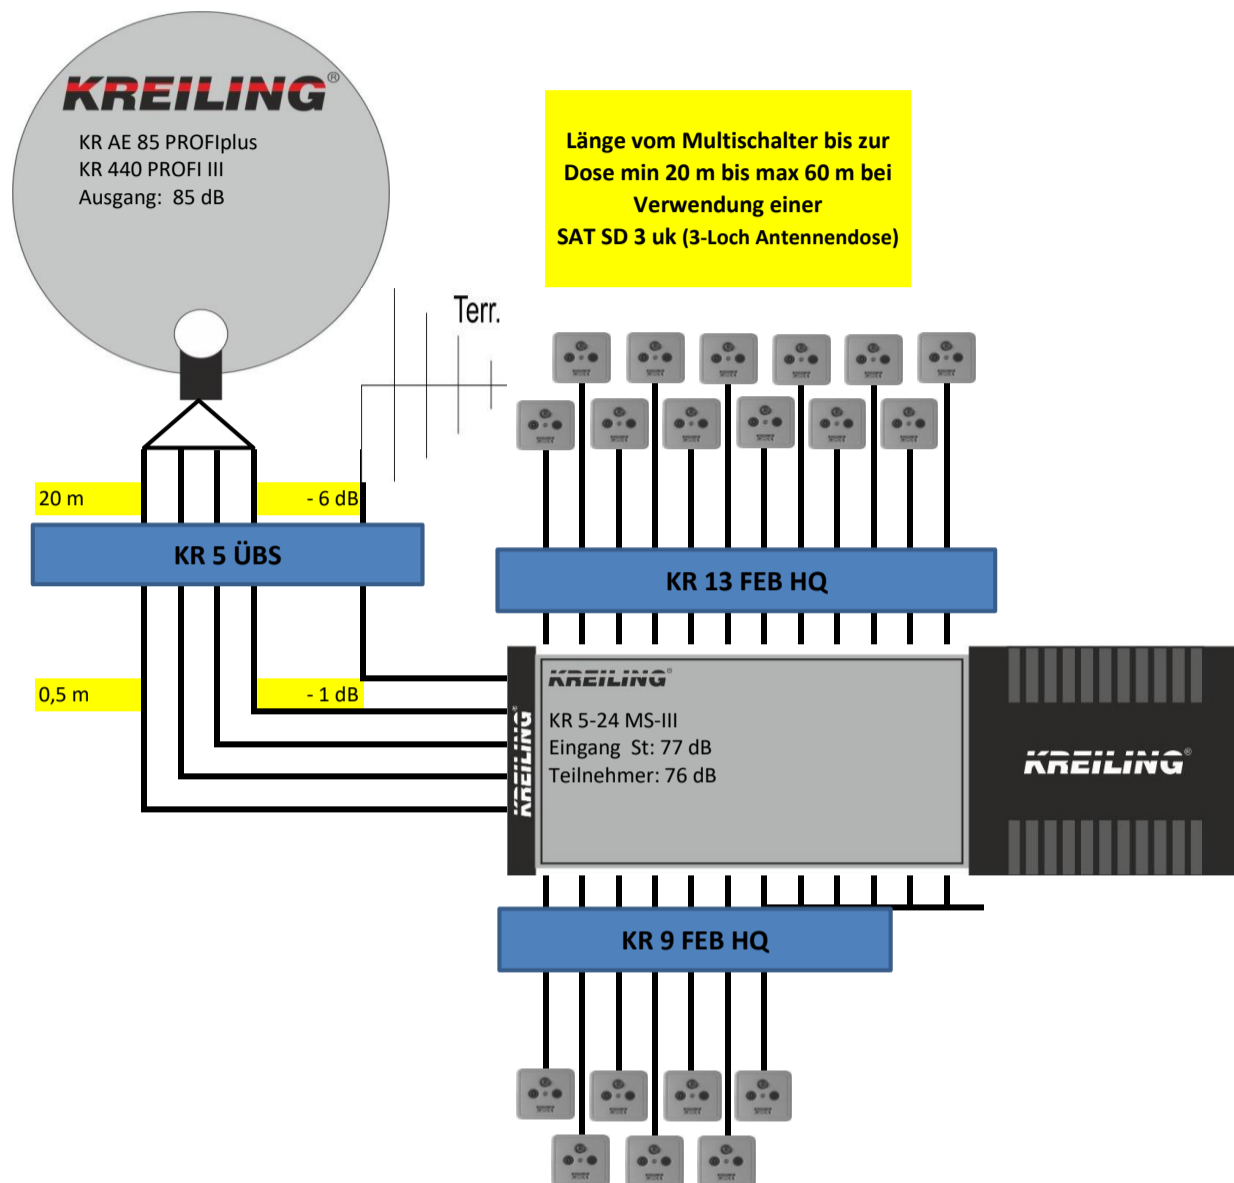 KREILING®
KR AE 85 PROFIplus
KR 440 PROFI III
Ausgang: 85 dB
Länge vom Multischalter bis zur
Dose min 20 m bis max 60 m bei
Verwendung einer
SAT SD 3 uk (3-Loch Antennendose)
Terr.
20 m
- 6 dB
KR 5 ÜBS
KR 13 FEB HQ
0,5 m
- 1 dB
KREILING
KREILING®
KR 5-24 MS-III
Eingang St: 77 dB
Teilnehmer: 76 dB
KREILING®
KR 9 FEB HQ